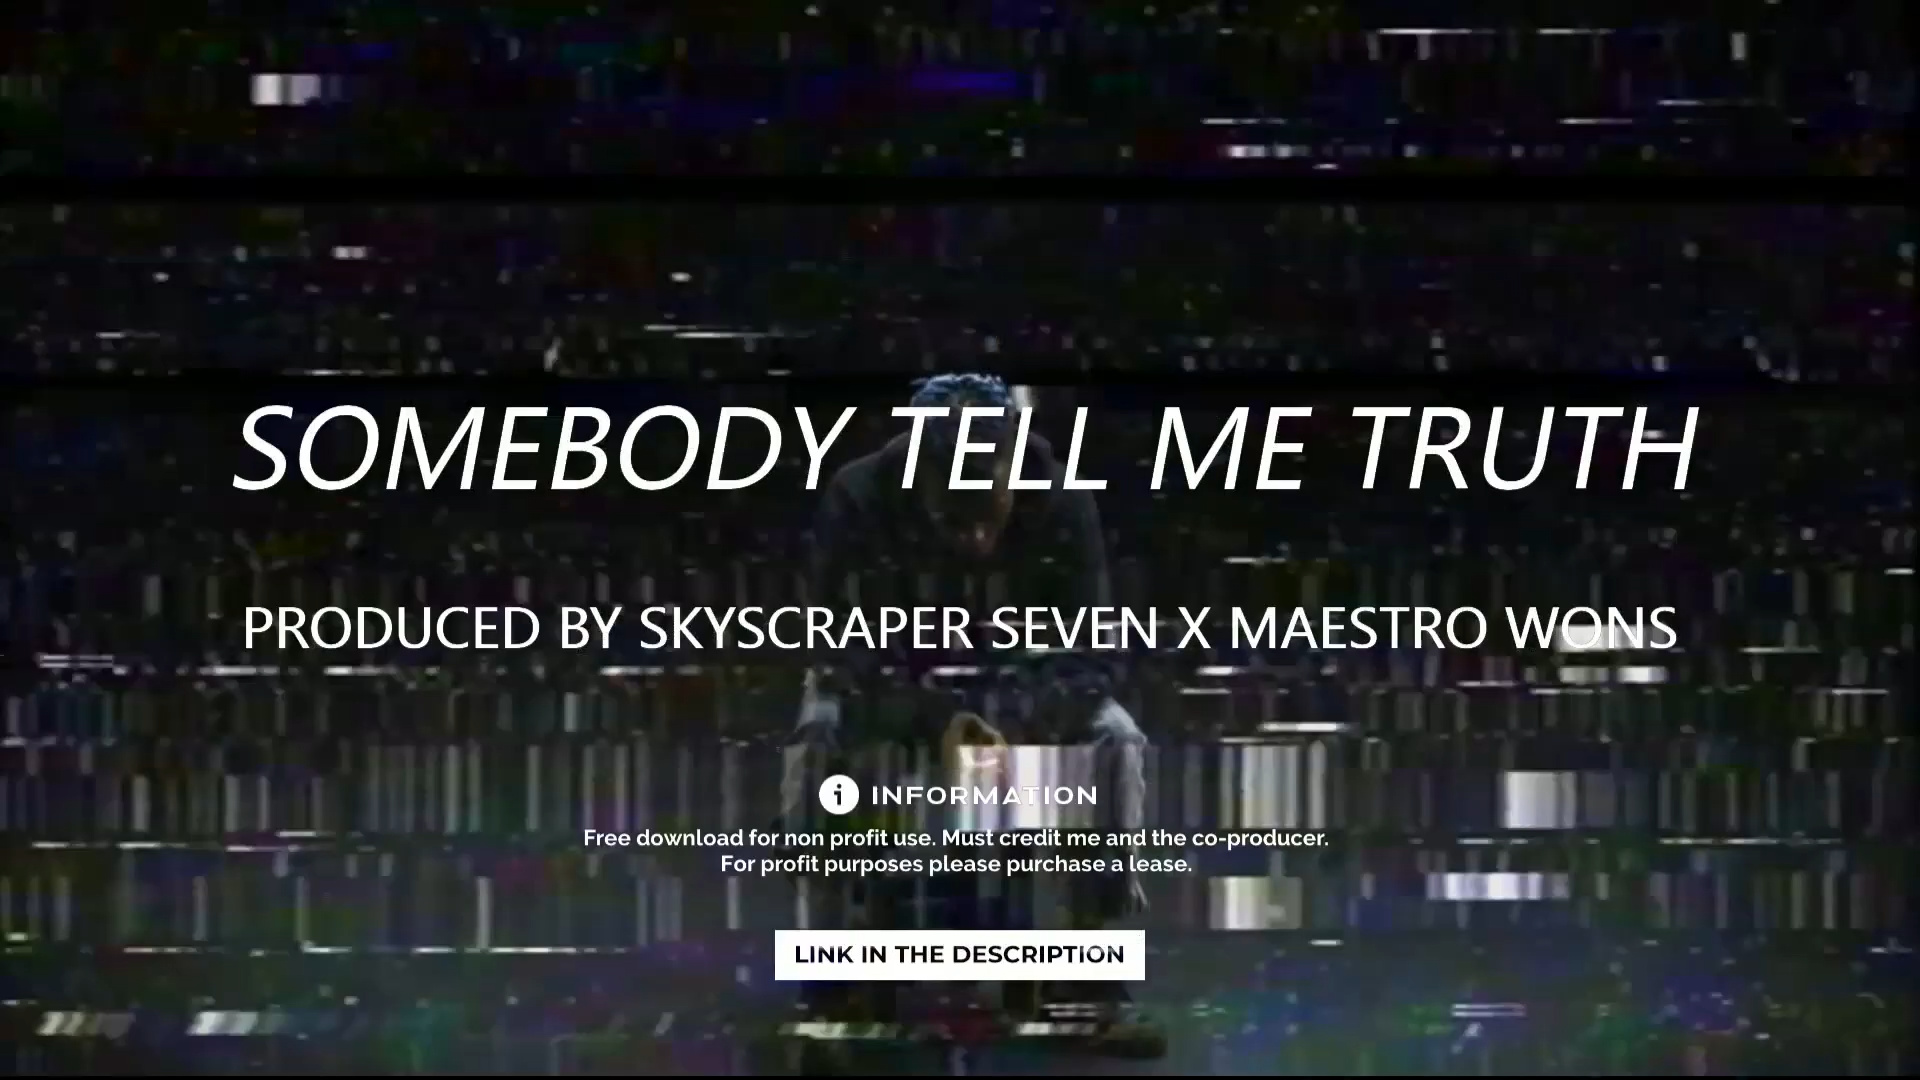 SOMEBODY TELL ME TRUTH
PRODUCED BY SKYSCRAPER SEVEN X MAESTRO WONS
INFORMATION
Free download for non profit use. Must credit me and the co-producer.
For profit purposes please purchase a lease.
LINK IN THE DESCRIPTION